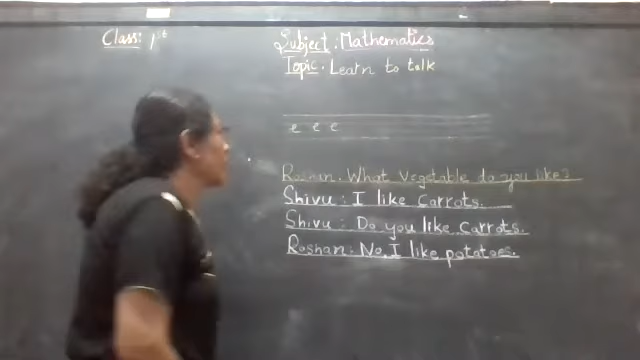 Class: 1st
Subject: Mathematics
Topic. Learn to talk
e e e
Roshan. What Vegetable do you like?
Shivu: I like carrots.
Shivu: Do you like carrots.
Roshan: No, I like potatoes.